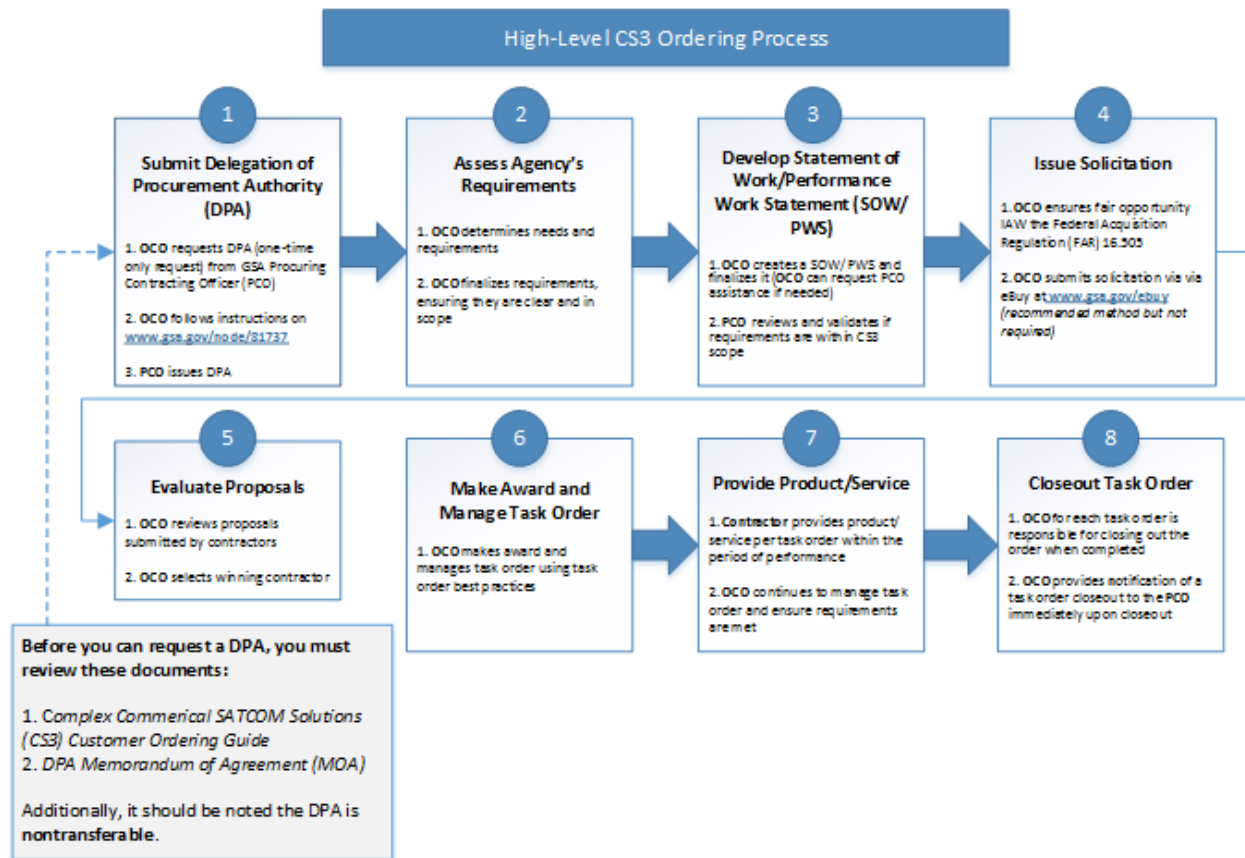 High-Level CS3 Ordering Process
1
Submit Delegation of
Procurement Authority
(DPA)
1. OCO requests DPA (one-time
only request) from GSA Procuring
Contracting Officer (PCO)
2. OCO follows instructions on
www.gsa.gov/node/81737
3. PCO issues DPA
2
Assess Agency's
Requirements
1. OCO determines needs and
requirements
2. OCO finalizes requirements,
ensuring they are clear and in
scope
3
Develop Statement of
Work/Performance
Work Statement (SOW/
PWS)
1. OCO creates a SOW/PWS and
finalizes it (OCO can request PCO
assistance if needed)
2. PCO reviews and validates if
requirements are within CS3
scope
4
Issue Solicitation
1. OCO ensures fair opportunity
IAW the Federal Acquisition
Regulation (FAR) 16.505
2. OCO submits solicitation via via
eBuy at www.gsa.gov/ebuy
(recommended method but not
required)
5
Evaluate Proposals
1. OCO reviews proposals
submitted by contractors
2. OCO selects winning contractor
6
Make Award and
Manage Task Order
1. OCO makes award and
manages task order using task
order best practices
7
Provide Product/Service
1. Contractor provides product/
service per task order within the
period of performance
2. OCO continues to manage task
order and ensure requirements
are met
8
Closeout Task Order
1. OCO for each task order is
responsible for closing out the
order when completed
2. OCO provides notification of a
task order closeout to the PCO
immediately upon closeout
Before you can request a DPA, you must
review these documents:
1. Complex Commerical SATCOM Solutions
(CS3) Customer Ordering Guide
2. DPA Memorandum of Agreement (MOA)
Additionally, it should be noted the DPA is
nontransferable.